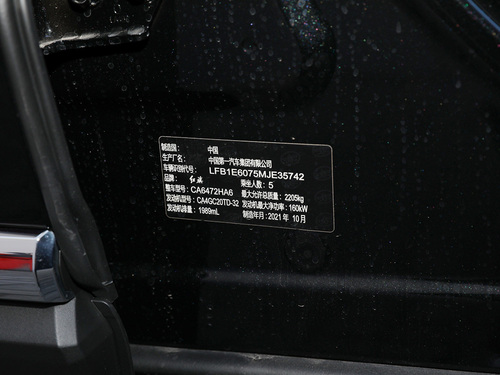 制造国： 中国
生产厂名： 中国第一汽车集团有限公司
车辆识别代号： LFB1E6075MJE35742
品牌： 红旗 乘坐人数：5
整车型号：CA6472HA6 最大允许总质量：2205kg
发动机型号：CA4GC20TD-32 发动机最大净功率：160kW
发动机排量：1989mL 制造年月：2021年 10月